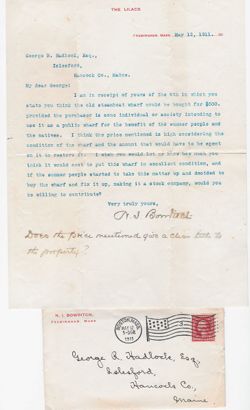 THE LILACS
FRAMINGHAM, MASS.
May 12, 1911.
George R. Hadlock, Esq.,
Islesford,
Hancock Co., Maine.
My dear George:
I am in receipt of yours of the 8th in which you
state you think the old steamboat wharf could be bought for $500.
provided the purchaser is some individual or society intending to
use it as a public wharf for the benefit of the summer people and
the natives. I think the price mentioned is high considering the
condition of the wharf and the amount that would have to be spent
on it to restore it. I wish you would let me know how much you
think it would cost to put this wharf in excellent condition, and
if the summer people started to take this matter up and decided to
buy the wharf and fix it up, making it a stock company, would you
be willing to contribute?
Very truly yours,
N. I. Bowditch
Does the price mentioned give a clear title to
the property?
N. I. BOWDITCH,
FRAMINGHAM, MASS.
MAY 12
1911
George R. Hadlock, Esq.
Islesford,
Hancock Co.,
Maine